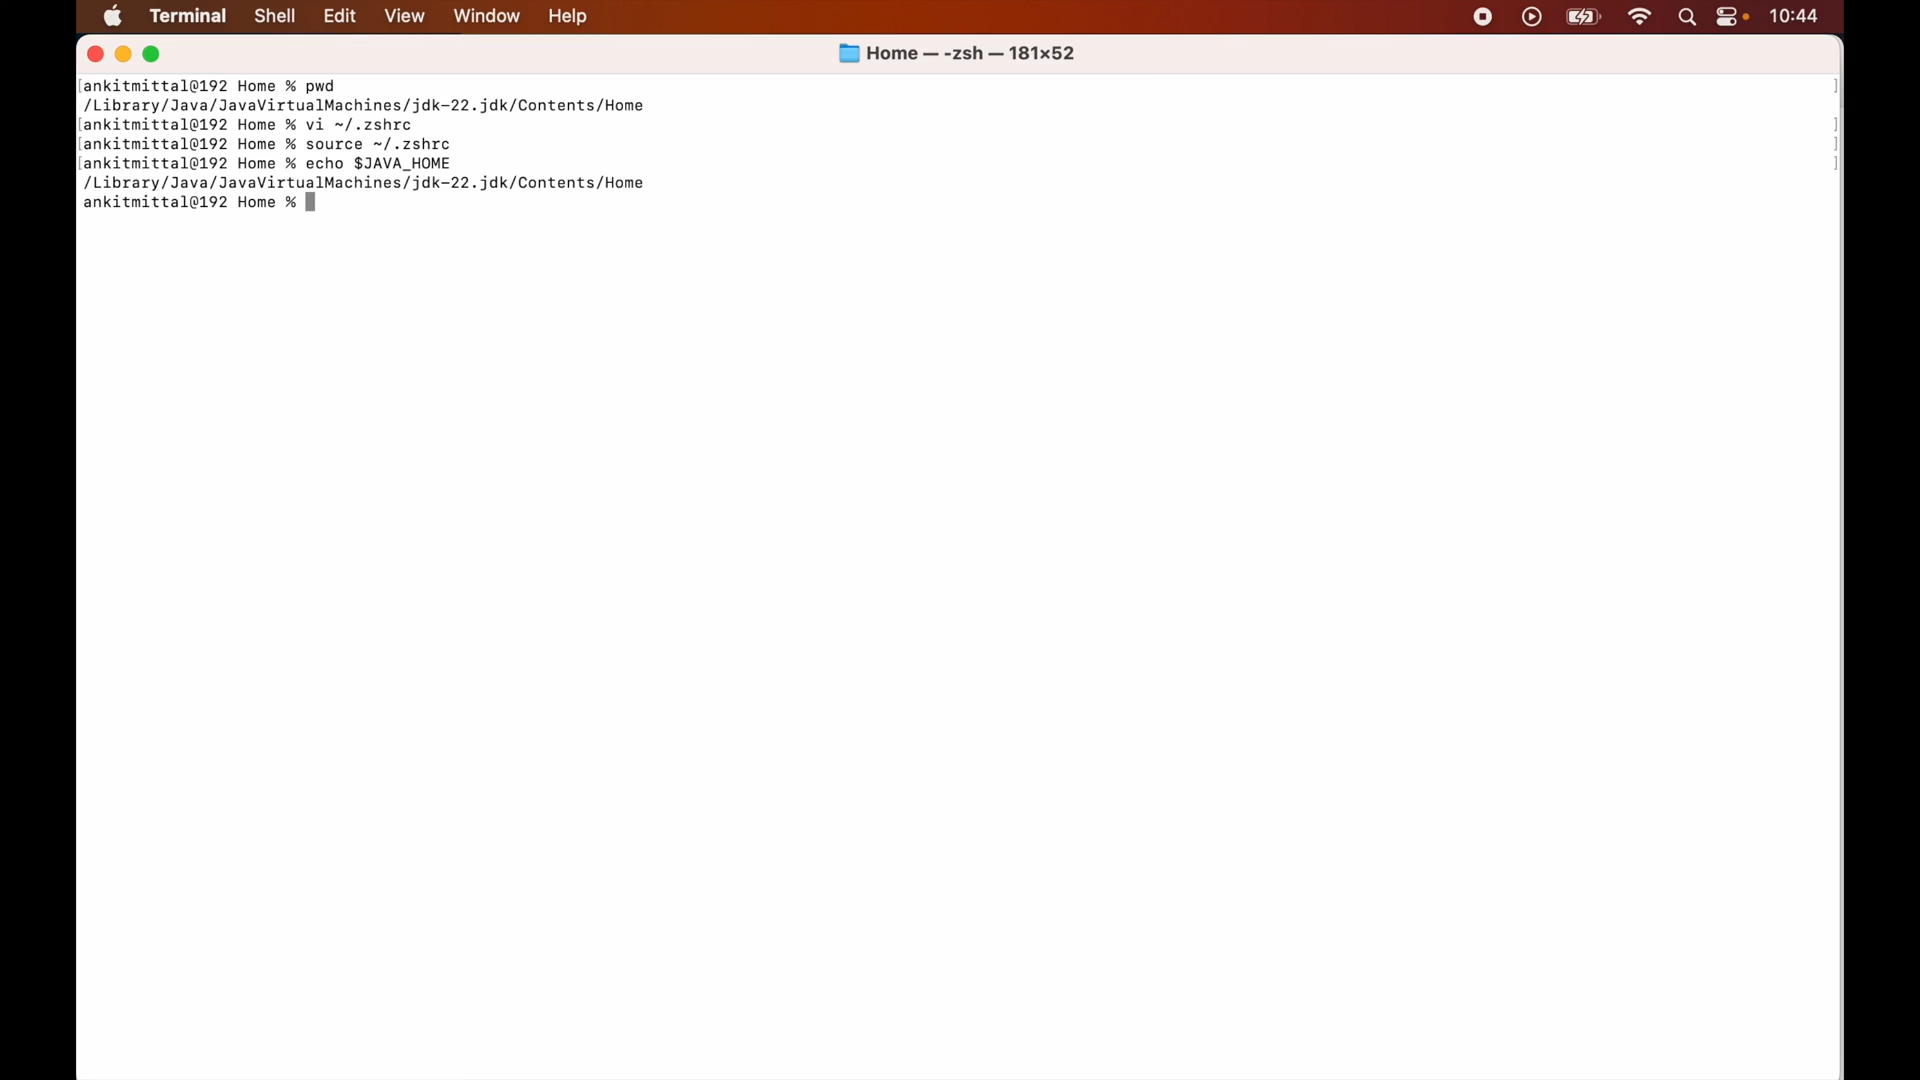 Terminal Shell Edit View Window Help 10:44
Home — -zsh — 181×52
[ankitmittal@192 Home % pwd ]
/Library/Java/JavaVirtualMachines/jdk-22.jdk/Contents/Home
[ankitmittal@192 Home % vi ~/.zshrc ]
[ankitmittal@192 Home % source ~/.zshrc ]
[ankitmittal@192 Home % echo $JAVA_HOME ]
/Library/Java/JavaVirtualMachines/jdk-22.jdk/Contents/Home
ankitmittal@192 Home %